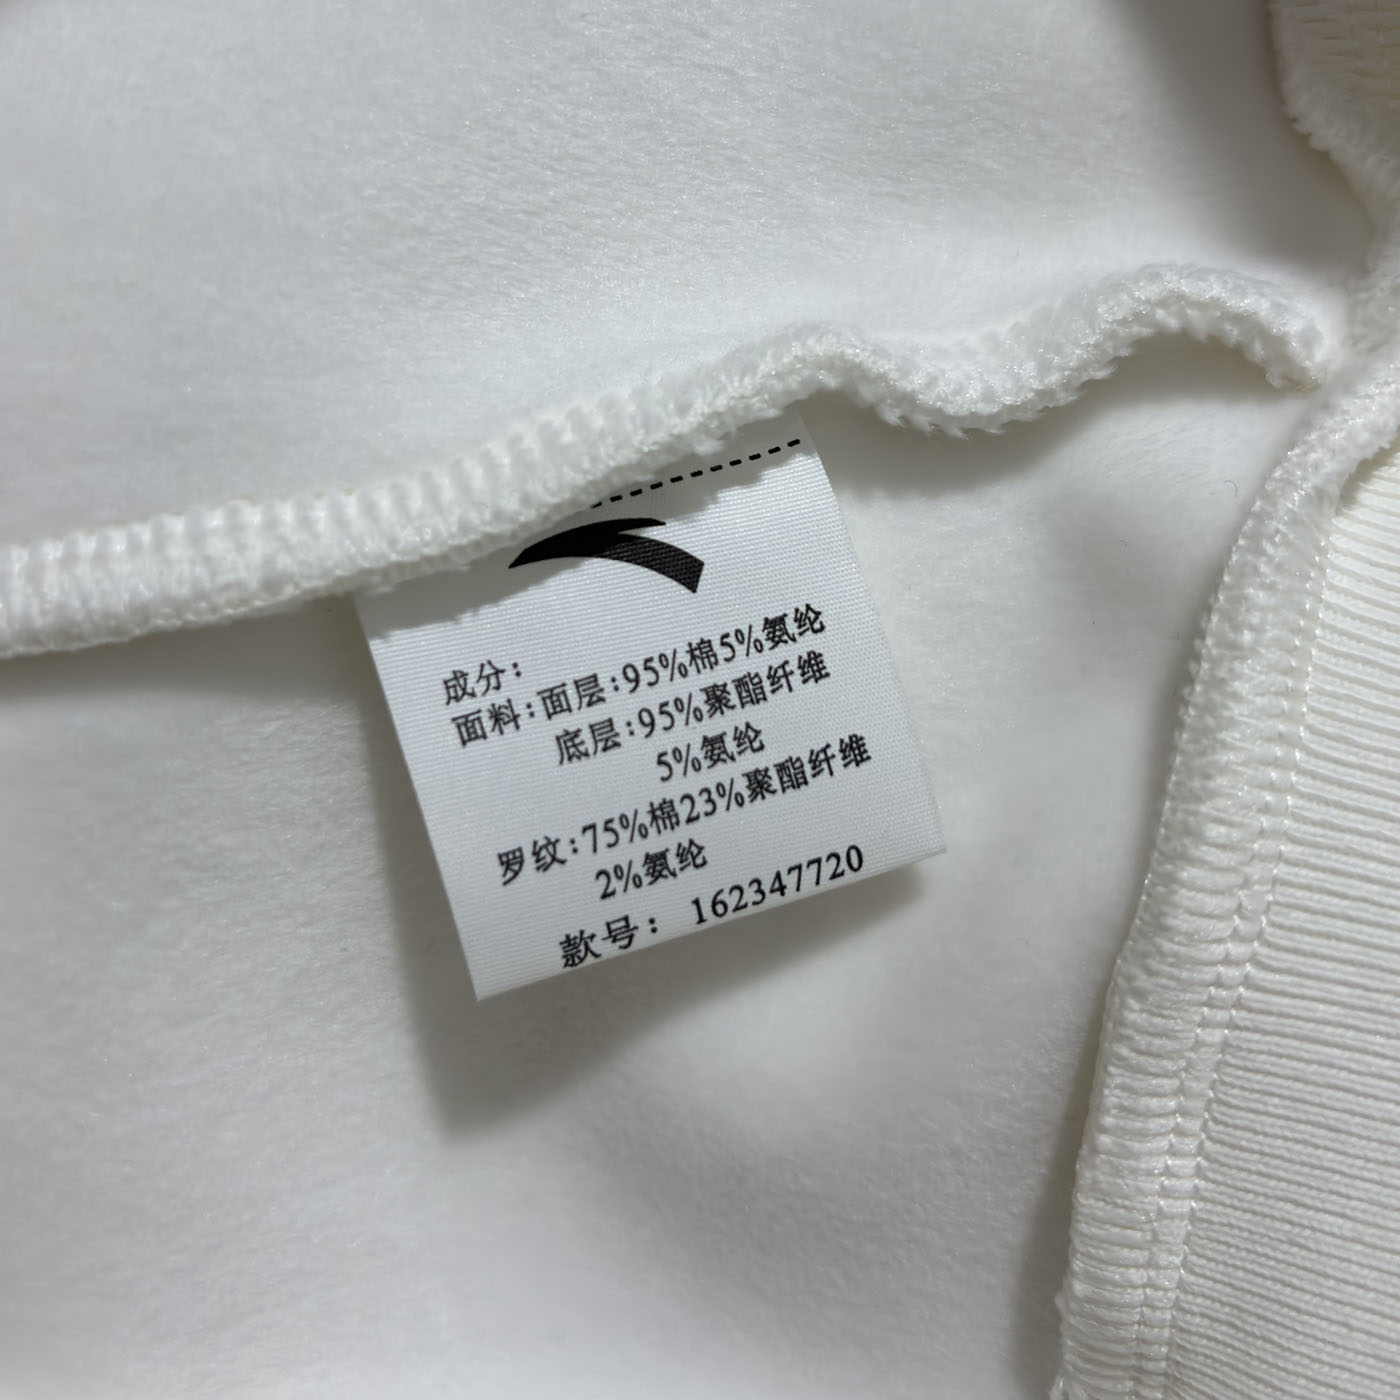 成分：
面料：面层：95%棉5%氨纶
底层：95%聚酯纤维
5%氨纶
罗纹：75%棉23%聚酯纤维
2%氨纶
款号： 162347720